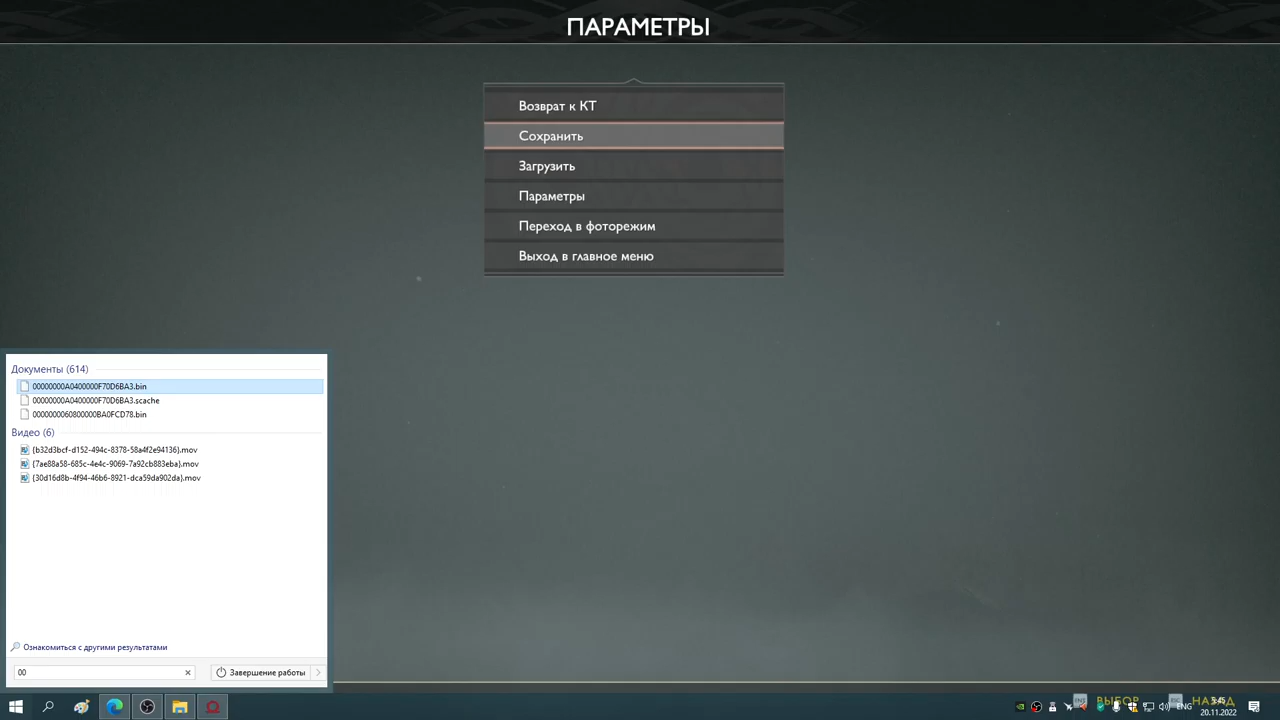 ПАРАМЕТРЫ
Возврат к КТ
Сохранить
Загрузить
Параметры
Переход в фоторежим
Выход в главное меню
Документы (614)
00000000A0400000F70D6BA3.bin
00000000A0400000F70D6BA3.scache
0000000060800000BA0FCD78.bin
Видео (6)
{b32d3bcf-d152-494c-8378-58a4f2e94136}.mov
{7ae88a58-685c-4e4c-9069-7a92cb883eba}.mov
{30d16d8b-4f94-46b6-8921-dca59da902da}.mov
Ознакомиться с другими результатами
00
Завершение работы
ВЫБОР
НАЗАД
ENG
9:45
20.11.2022